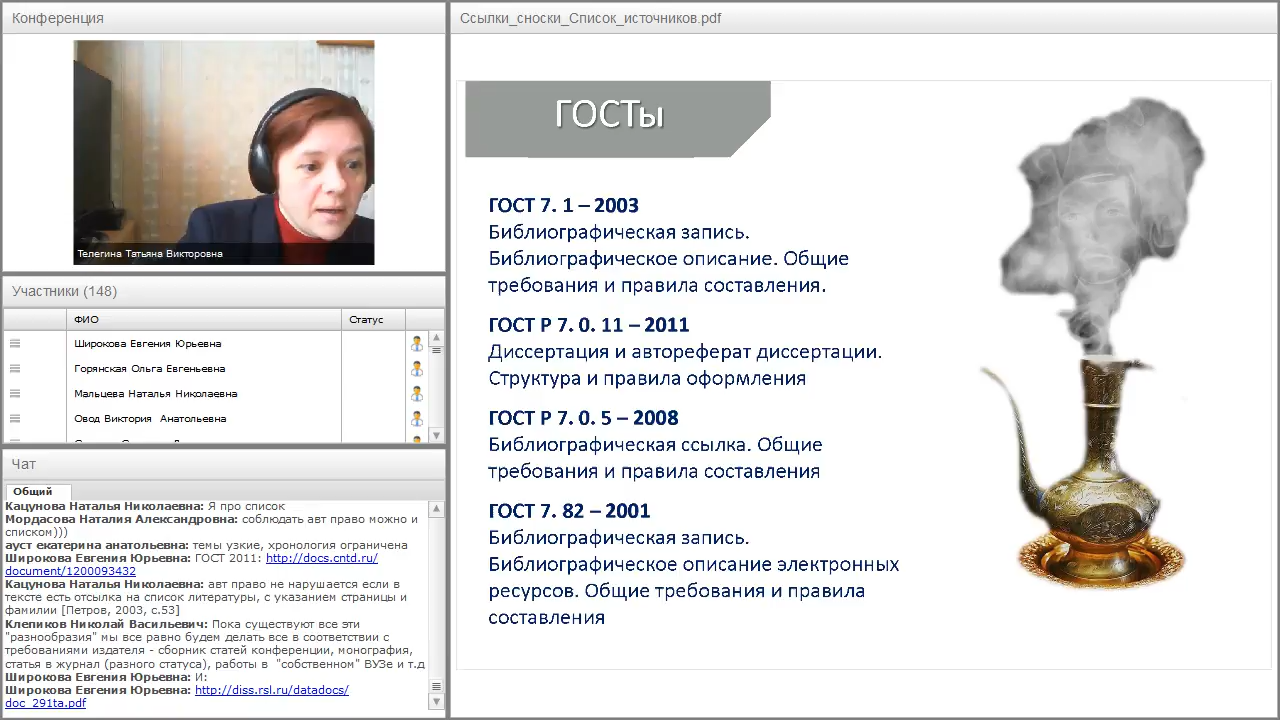 Конференция
Телегина Татьяна Викторовна
Участники (148)
ФИО
Статус
Широкова Евгения Юрьевна
Горянская Ольга Евгеньевна
Мальцева Наталья Николаевна
Овод Виктория  Анатольевна
Чат
Общий
Кацунова Наталья Николаевна: Я про список
Мордасова Наталия Александровна: соблюдать авт право можно и
списком)))
ауст екатерина анатольевна: темы узкие, хронология ограничена
Широкова Евгения Юрьевна: ГОСТ 2011: http://docs.cntd.ru/
document/1200093432
Кацунова Наталья Николаевна: авт право не нарушается если в
тексте есть отсылка на список литературы, с указанием страницы и
фамилии [Петров, 2003, с.53]
Клепиков Николай Васильевич: Пока существуют все эти
"разнообразия" мы все равно будем делать все в соответствии с
требованиями издателя - сборник статей конференции, монография,
статья в журнал (разного статуса), работы в  "собственном" ВУЗе и т.д
Широкова Евгения Юрьевна: И:
Широкова Евгения Юрьевна: http://diss.rsl.ru/datadocs/
doc_291ta.pdf
Ссылки_сноски_Список_источников.pdf
ГОСТы
ГОСТ 7. 1 – 2003
Библиографическая запись.
Библиографическое описание. Общие
требования и правила составления.
ГОСТ Р 7. 0. 11 – 2011
Диссертация и автореферат диссертации.
Структура и правила оформления
ГОСТ Р 7. 0. 5 – 2008
Библиографическая ссылка. Общие
требования и правила составления
ГОСТ 7. 82 – 2001
Библиографическая запись.
Библиографическое описание электронных
ресурсов. Общие требования и правила
составления